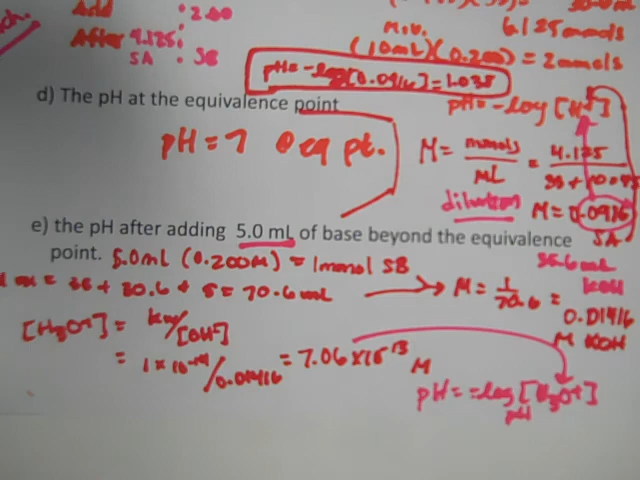 Add : 2.00
After 4.125 :
SA : SB
6.125 mmols
(10mL)(0.200) = 2mmols
pH = -log[0.0916] = 1.038
d) The pH at the equivalence point
pH = -log [H+]
pH = 7 @ eq pt.
M = mmols / mL = 4.125
dilution M = 0.0916
SA
e) the pH after adding 5.0 mL of base beyond the equivalence
point. 5.0mL (0.200M) = 1mmol SB
35 + 30.6 + 5 = 70.6 mL
M = 1/70.6 =
KOH
0.01416
M KOH
[H3O+] = kw/[OH-]
= 1 x 10-14/0.01416 = 7.06 x 10-13 M
pH = -log [H3O+]
pH